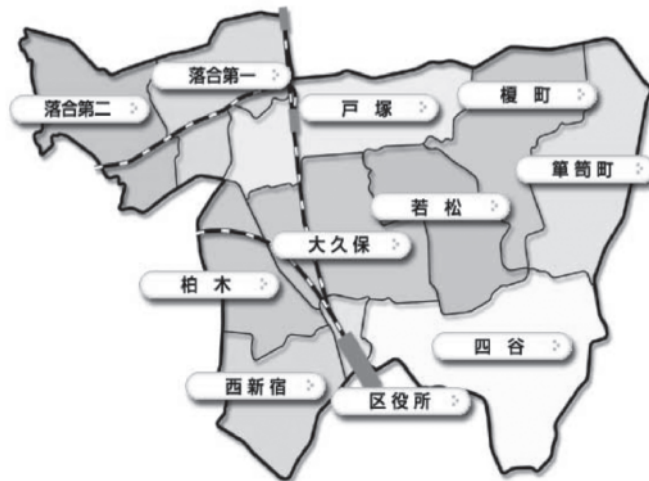 落合第一
落合第二
戸塚
榎町
箪笥町
若松
大久保
柏木
四谷
西新宿
区役所